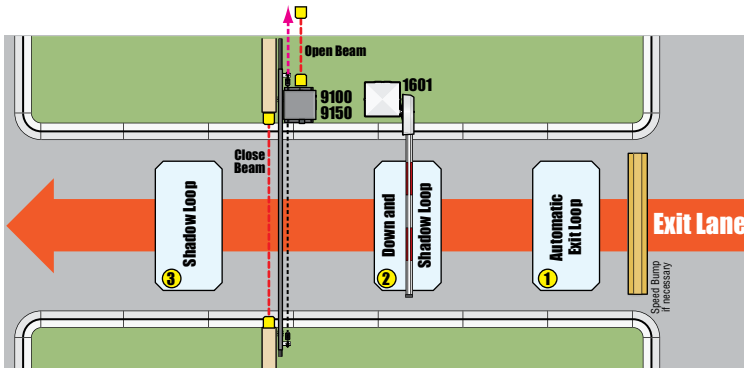 Open Beam
1601
9100
9150
Close
Beam
Shadow Loop
3
Down and
Shadow Loop
2
Automatic
Exit Loop
1
Exit Lane
Speed Bump
if necessary